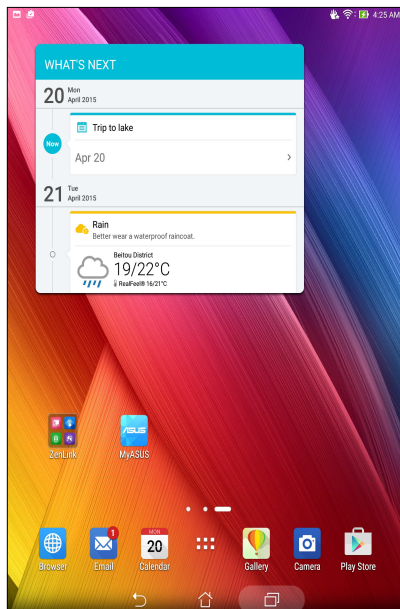 4:25 AM
WHAT'S NEXT
20 Mon
April 2015
Trip to lake
Now
Apr 20
21 Tue
April 2015
Rain
Better wear a waterproof raincoat.
Beitou District
19/22°C
RealFeel® 16/21°C
ASUS
ZenLink
MyASUS
1
MON
20
Browser
Email
Calendar
Gallery
Camera
Play Store